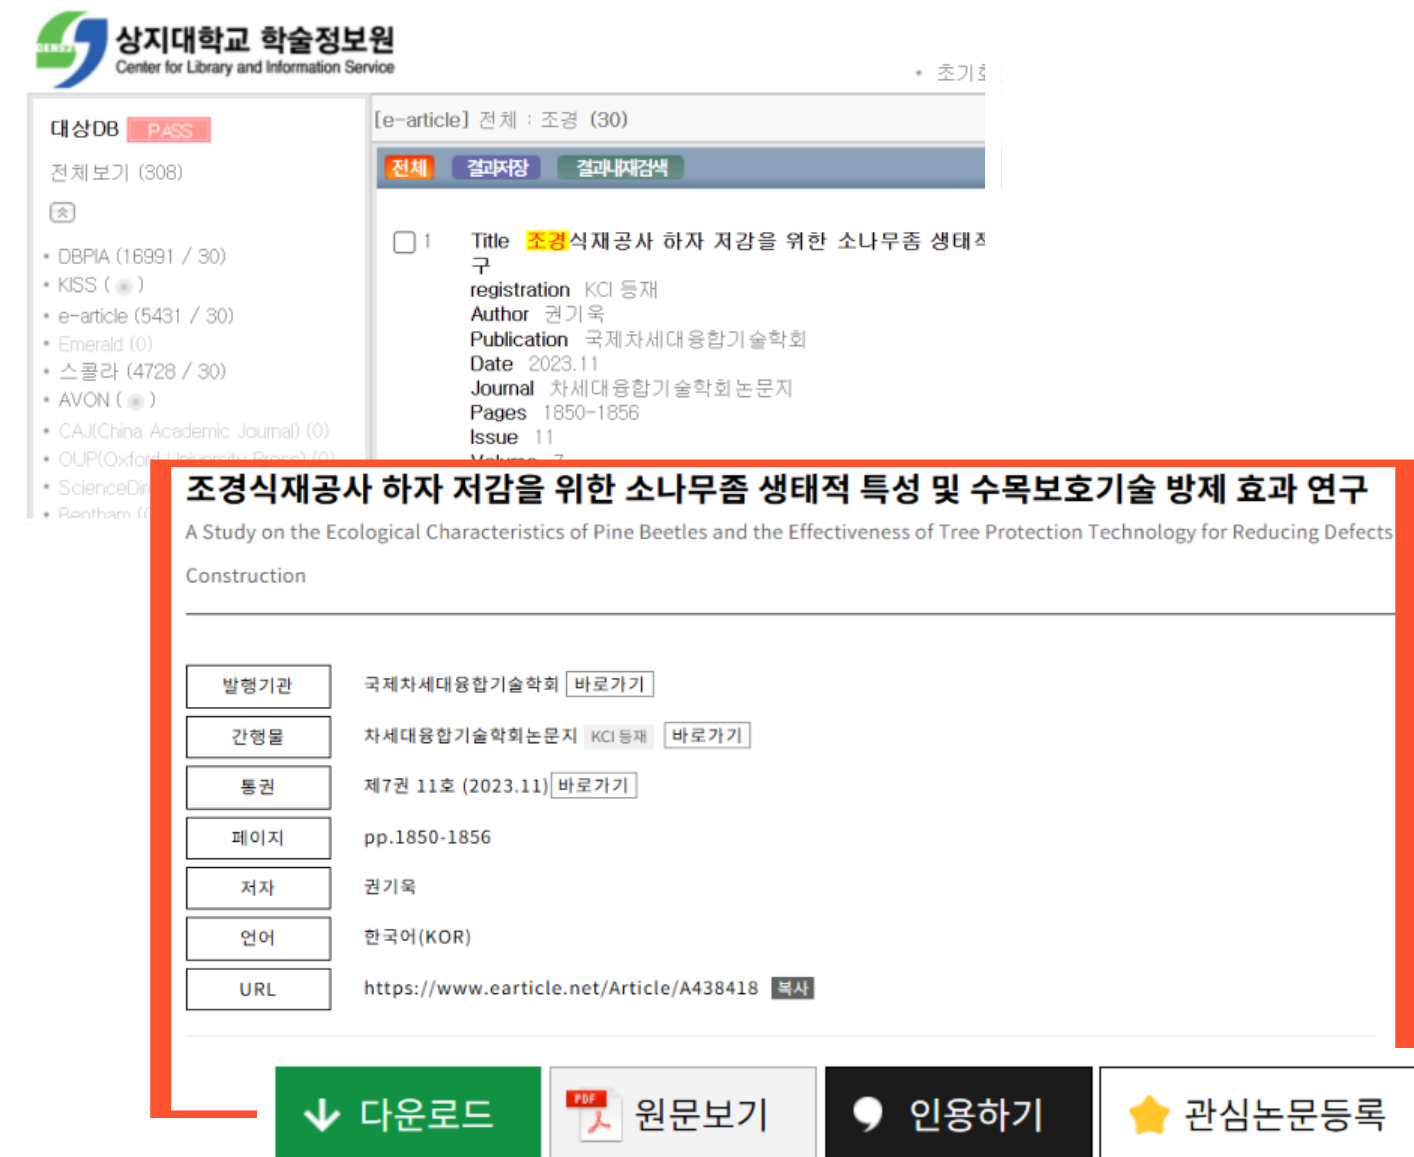 GENS21
상지대학교 학술정보원
Center for Library and Information Service
• 초기화
대상DB PASS
전체보기 (308)
• DBPIA (16991 / 30)
• KISS ( )
• e-article (5431 / 30)
• Emerald (0)
• 스콜라 (4728 / 30)
• AVON ( )
• CAJ(China Academic Journal) (0)
• OUP(Oxford University Press) (0)
• ScienceDir
• Bentham (0
[e-article] 전체 : 조경 (30)
전체 결과저장 결과내재검색
1 Title 조경식재공사 하자 저감을 위한 소나무좀 생태적
구
registration KCI 등재
Author 권기욱
Publication 국제차세대융합기술학회
Date 2023.11
Journal 차세대융합기술학회논문지
Pages 1850-1856
Issue 11
Volume 7
조경식재공사 하자 저감을 위한 소나무좀 생태적 특성 및 수목보호기술 방제 효과 연구
A Study on the Ecological Characteristics of Pine Beetles and the Effectiveness of Tree Protection Technology for Reducing Defects
Construction
발행기관 국제차세대융합기술학회 바로가기
간행물 차세대융합기술학회논문지 KCI 등재 바로가기
통권 제7권 11호 (2023.11) 바로가기
페이지 pp.1850-1856
저자 권기욱
언어 한국어(KOR)
URL https://www.earticle.net/Article/A438418 복사
다운로드 PDF 원문보기 인용하기 관심논문등록